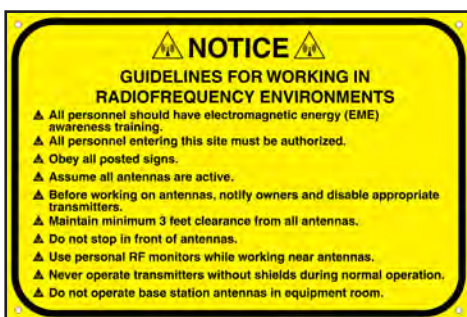 NOTICE
GUIDELINES FOR WORKING IN
RADIOFREQUENCY ENVIRONMENTS
All personnel should have electromagnetic energy (EME)
awareness training.
All personnel entering this site must be authorized.
Obey all posted signs.
Assume all antennas are active.
Before working on antennas, notify owners and disable appropriate
transmitters.
Maintain minimum 3 feet clearance from all antennas.
Do not stop in front of antennas.
Use personal RF monitors while working near antennas.
Never operate transmitters without shields during normal operation.
Do not operate base station antennas in equipment room.